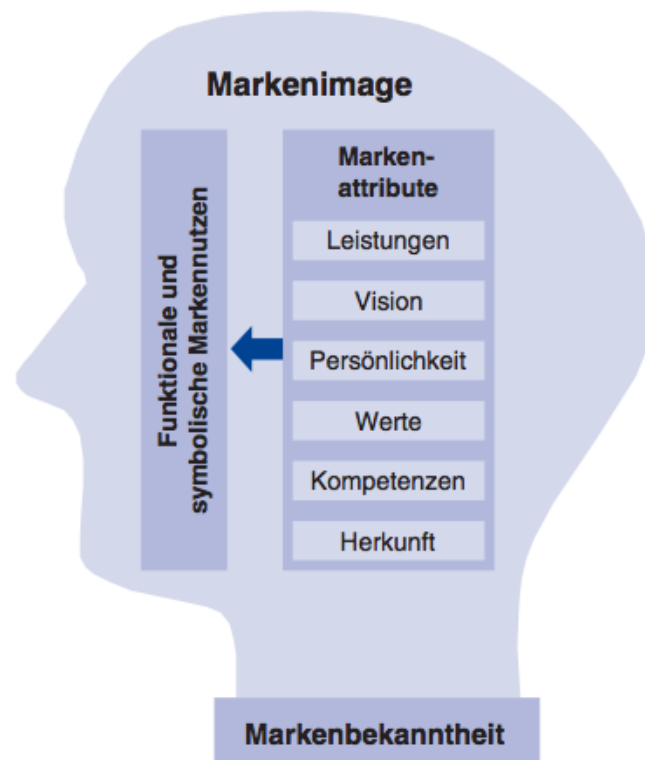 Markenimage
Funktionale und
symbolische Markennutzen
Marken-
attribute
Leistungen
Vision
Persönlichkeit
Werte
Kompetenzen
Herkunft
Markenbekanntheit